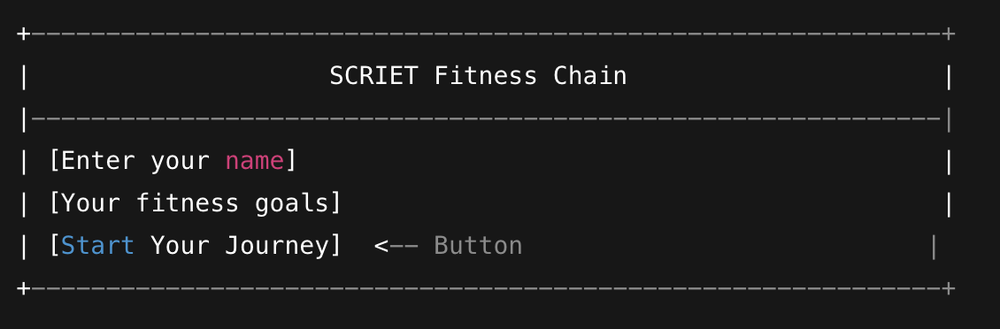 +-------------------------------------------------------------+
| SCRIET Fitness Chain |
|-------------------------------------------------------------|
| [Enter your name] |
| [Your fitness goals] |
| [Start Your Journey] <-- Button |
+-------------------------------------------------------------+